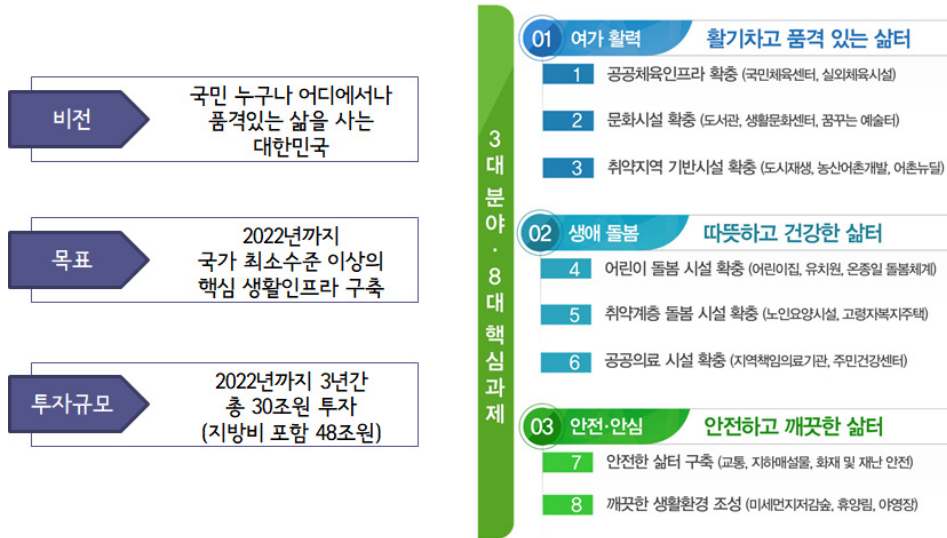 비전
국민 누구나 어디에서나
품격있는 삶을 사는
대한민국
목표
2022년까지
국가 최소수준 이상의
핵심 생활인프라 구축
투자규모
2022년까지 3년간
총 30조원 투자
(지방비 포함 48조원)
3대 분야·8대 핵심과제
01 여가 활력 활기차고 품격 있는 삶터
1 공공체육인프라 확충 (국민체육센터, 실외체육시설)
2 문화시설 확충 (도서관, 생활문화센터, 꿈꾸는 예술터)
3 취약지역 기반시설 확충 (도시재생, 농산어촌개발, 어촌뉴딜)
02 생애 돌봄 따뜻하고 건강한 삶터
4 어린이 돌봄 시설 확충 (어린이집, 유치원, 온종일 돌봄체계)
5 취약계층 돌봄 시설 확충 (노인요양시설, 고령자복지주택)
6 공공의료 시설 확충 (지역책임의료기관, 주민건강센터)
03 안전·안심 안전하고 깨끗한 삶터
7 안전한 삶터 구축 (교통, 지하매설물, 화재 및 재난 안전)
8 깨끗한 생활환경 조성 (미세먼지저감숲, 휴양림, 야영장)